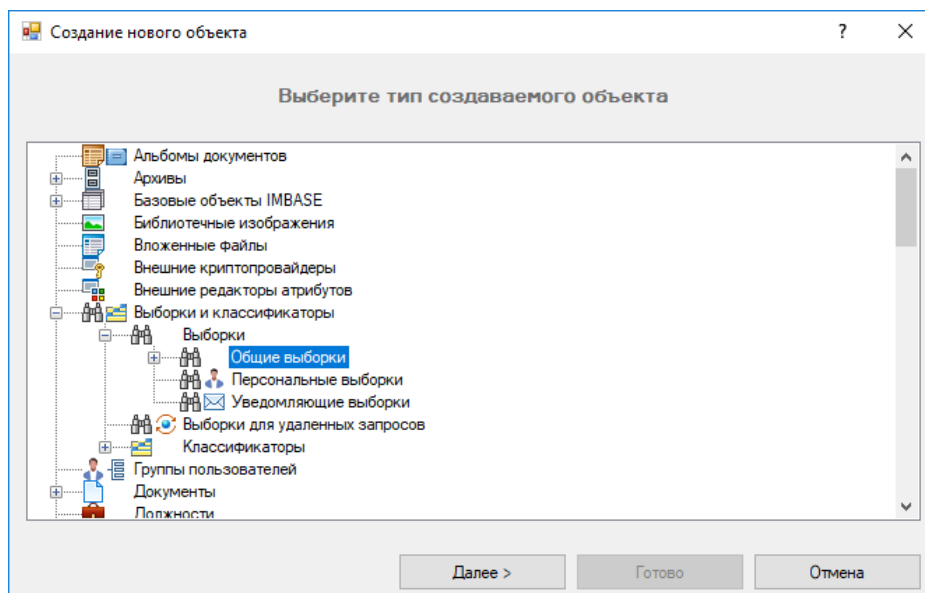 Создание нового объекта
?
Выберите тип создаваемого объекта
Альбомы документов
Архивы
Базовые объекты IMBASE
Библиотечные изображения
Вложенные файлы
Внешние криптопровайдеры
Внешние редакторы атрибутов
Выборки и классификаторы
Выборки
Общие выборки
Персональные выборки
Уведомляющие выборки
Выборки для удаленных запросов
Классификаторы
Группы пользователей
Документы
Должности
Далее > Готово Отмена